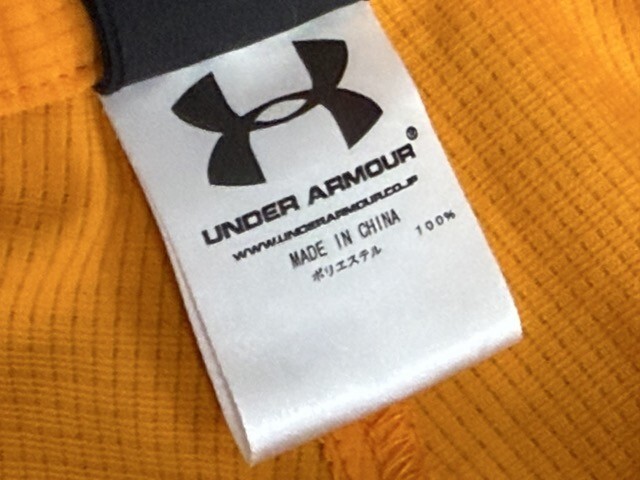 UNDER ARMOUR®
WWW.UNDERARMOUR.CO.JP
MADE IN CHINA
ポリエステル 100%